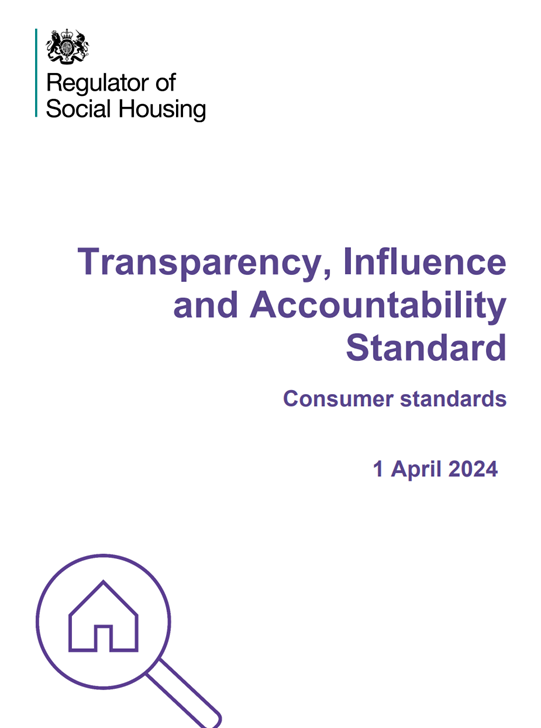 Regulator of
Social Housing
Transparency, Influence
and Accountability
Standard
Consumer standards
1 April 2024